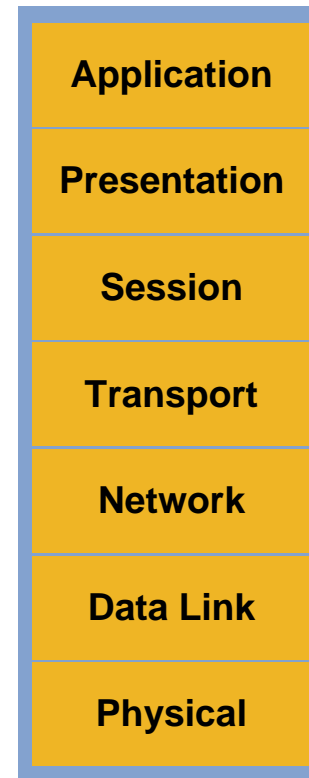 Application
Presentation
Session
Transport
Network
Data Link
Physical